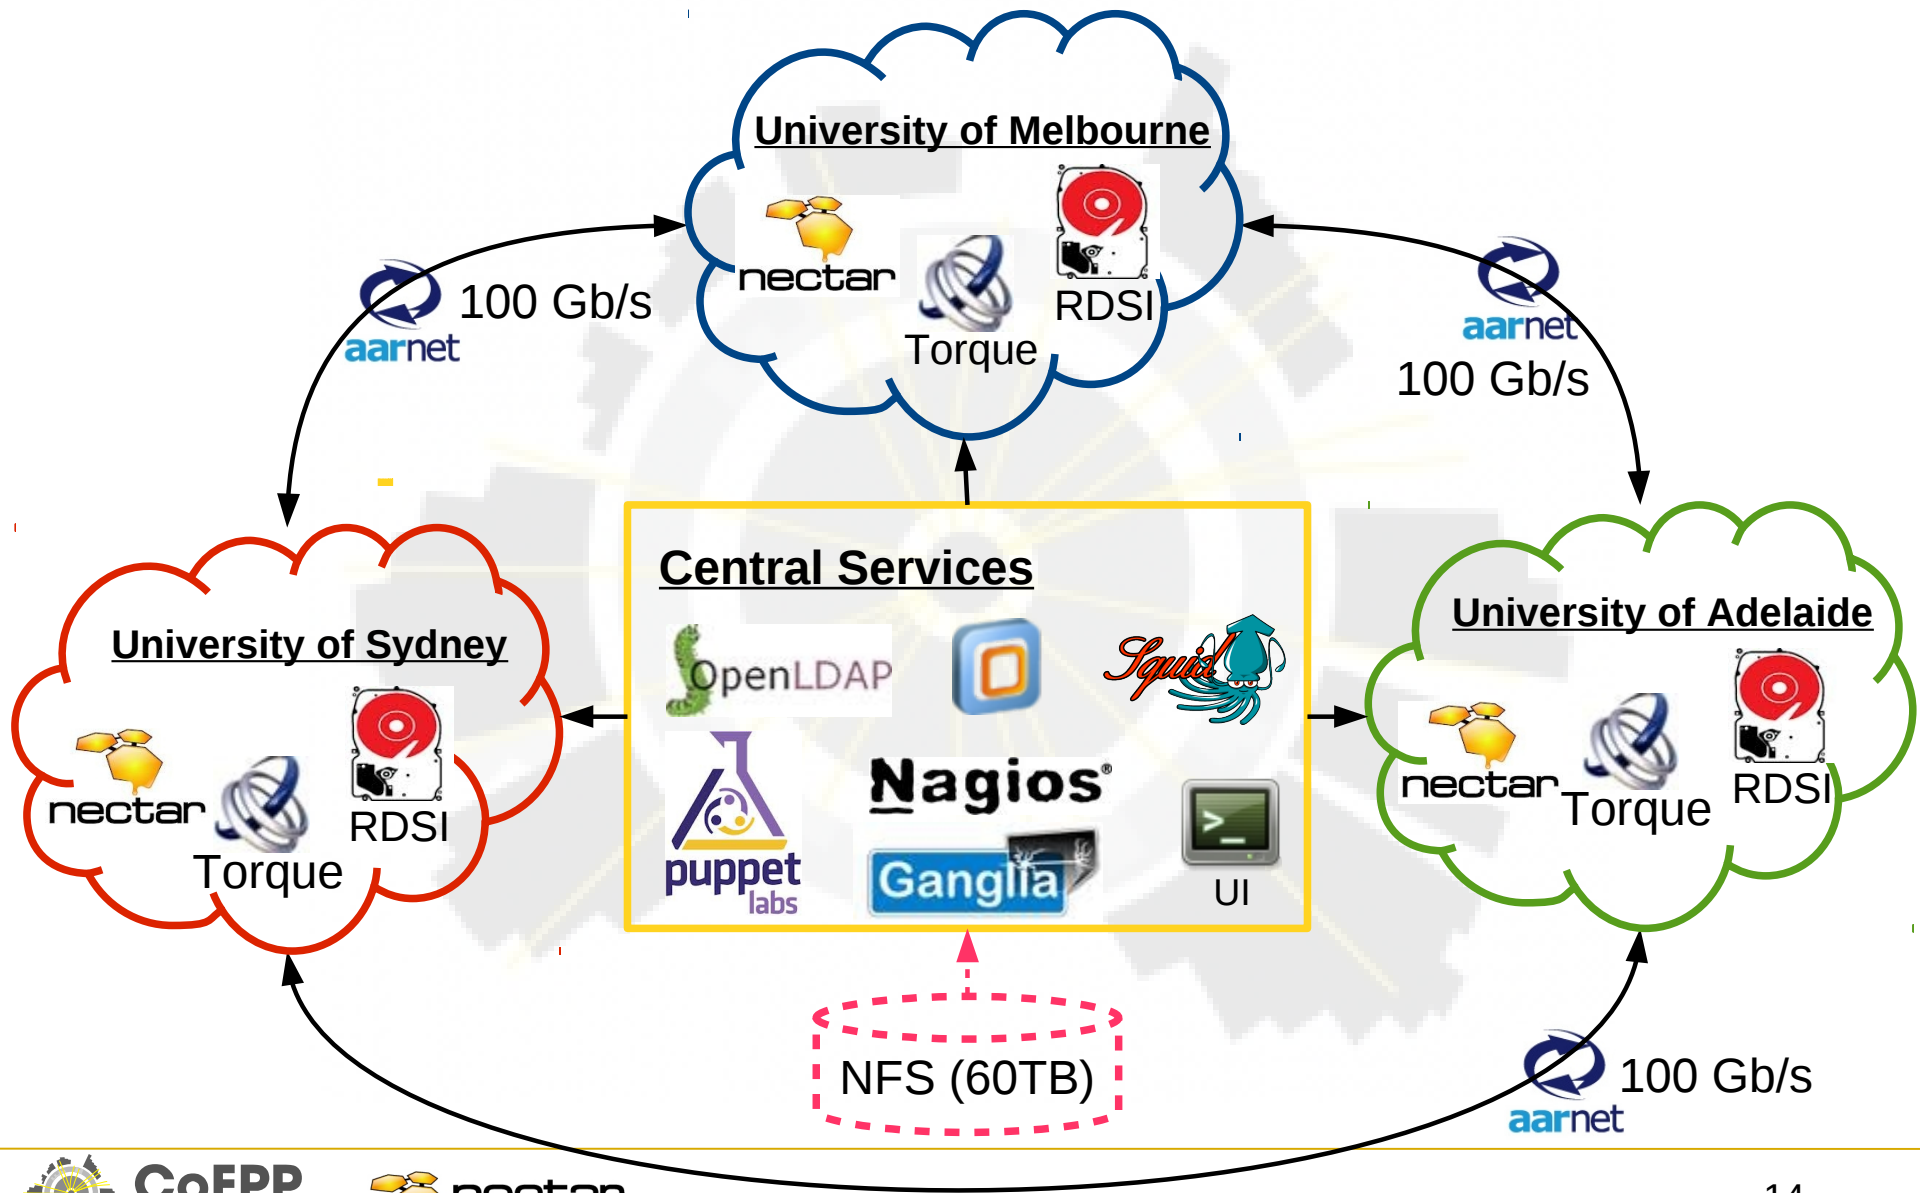 University of Melbourne
nectar
Torque
RDSI
aarnet
100 Gb/s
aarnet
100 Gb/s
Central Services
OpenLDAP
Squid
puppet
labs
Nagios®
Ganglia
>_
UI
University of Sydney
nectar
Torque
RDSI
University of Adelaide
nectar
Torque
RDSI
NFS (60TB)
aarnet
100 Gb/s
CoEPP
nectar
14